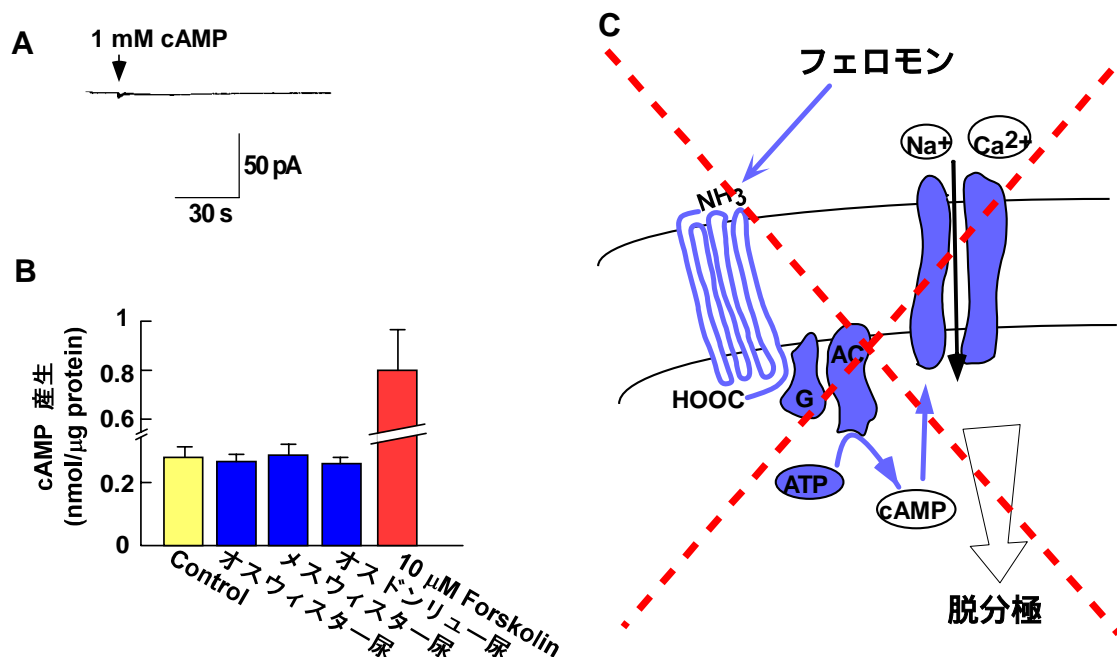 A
1 mM cAMP
50 pA
30 s
B
cAMP 産生
(nmol/µg protein)
1
0.8
0.6
0.2
0
Control
オスウィスター尿
メスウィスター尿
オスドンリュー尿
10 µM Forskolin
C
フェロモン
Na+
Ca2+
NH3
HOOC
G
AC
ATP
cAMP
脱分極